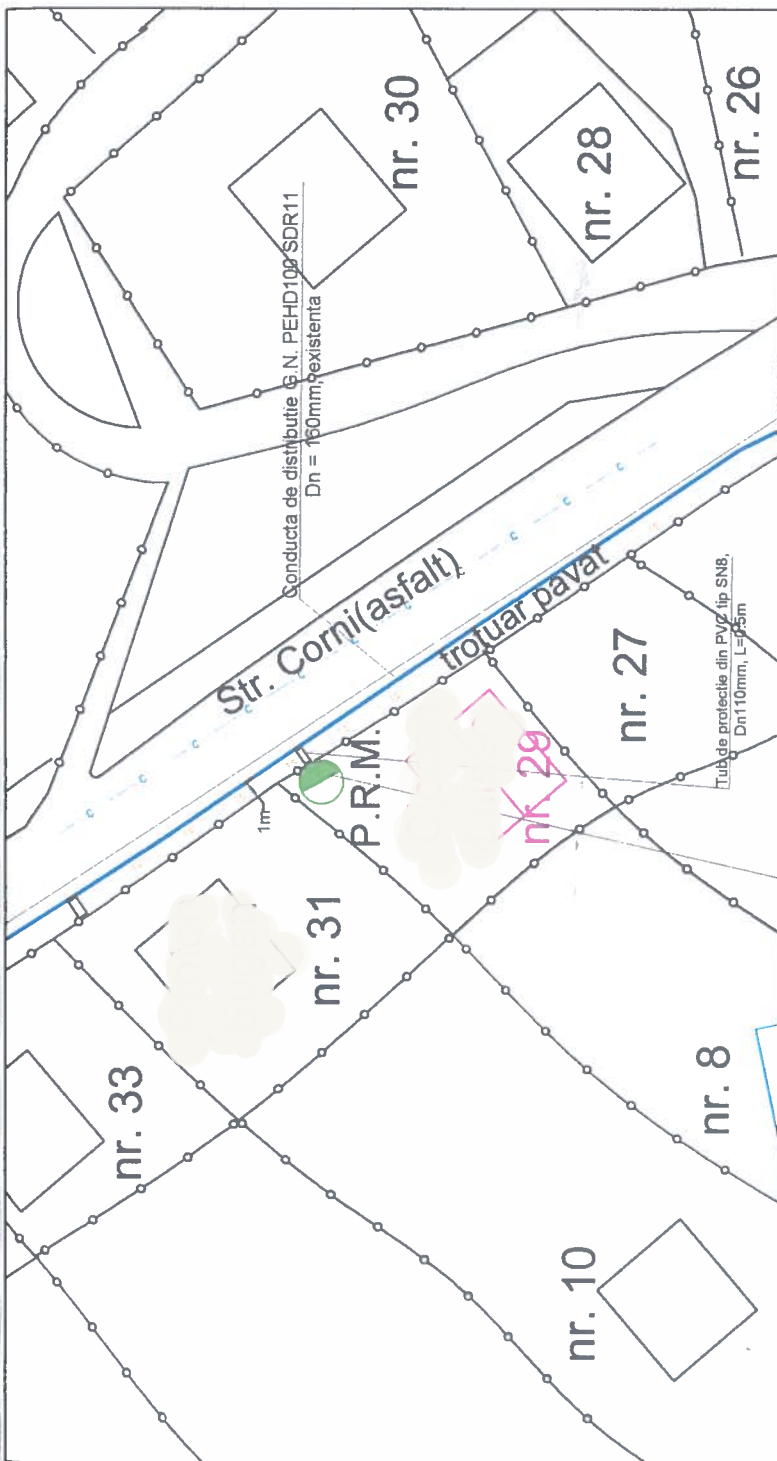 nr. 33
nr. 31
P.R.M.
1m
Str. Corni(asfalt)
trotuar pavat
Conducta de distributie G.N. PEHD100 SDR11
Dn = 160mm, existenta
nr. 30
nr. 28
nr. 26
nr. 10
nr. 8
nr. 29
nr. 27
Tub de protectie din PVC tip SN8,
Dn110mm, L=0.5m
c c c c c c c c c